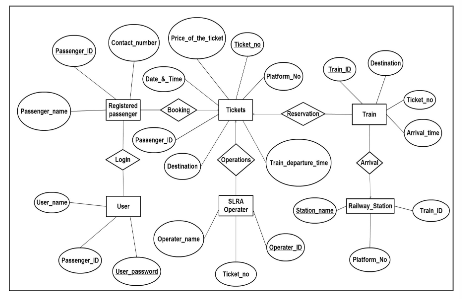 Price_of_the_ticket
Contact_number
Passenger_ID
Ticket_no
Destination
Train_ID
Date_&_Time
Platform_No
Ticket_no
Passenger_name
Registered
passenger
Booking
Tickets
Reservation
Train
Arrival_time
Passenger_ID
Login
Destination
Operations
Train_departure_time
Arrival
User_name
User
SLRA
Operater
Station_name
Railway_Station
Train_ID
Operater_name
Operater_ID
Passenger_ID
User_password
Ticket_no
Platform_No